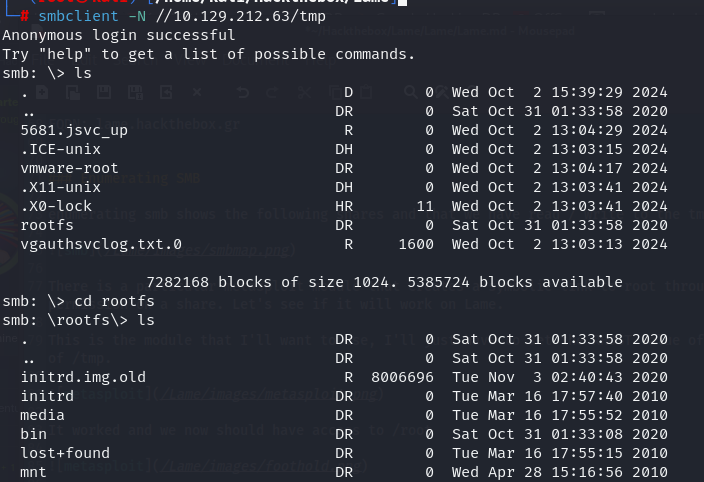 └─# smbclient -N //10.129.212.63/tmp
Anonymous login successful
Try "help" to get a list of possible commands.
smb: \> ls
  .                                   D        0  Wed Oct  2 15:39:29 2024
  ..                                 DR        0  Sat Oct 31 01:33:58 2020
  5681.jsvc_up                        R        0  Wed Oct  2 13:04:29 2024
  .ICE-unix                          DH        0  Wed Oct  2 13:03:15 2024
  vmware-root                        DR        0  Wed Oct  2 13:04:17 2024
  .X11-unix                          DH        0  Wed Oct  2 13:03:41 2024
  .X0-lock                           HR       11  Wed Oct  2 13:03:41 2024
  rootfs                             DR        0  Sat Oct 31 01:33:58 2020
  vgauthsvclog.txt.0                  R     1600  Wed Oct  2 13:03:13 2024
                7282168 blocks of size 1024. 5385724 blocks available
smb: \> cd rootfs
smb: \rootfs\> ls
  .                                  DR        0  Sat Oct 31 01:33:58 2020
  ..                                 DR        0  Sat Oct 31 01:33:58 2020
  initrd.img.old                      R  8006696  Tue Nov  3 02:40:43 2020
  initrd                             DR        0  Tue Mar 16 17:57:40 2010
  media                              DR        0  Tue Mar 16 17:55:52 2010
  bin                                DR        0  Sat Oct 31 01:33:08 2020
  lost+found                         DR        0  Tue Mar 16 17:55:15 2010
  mnt                                DR        0  Wed Apr 28 15:16:56 2010